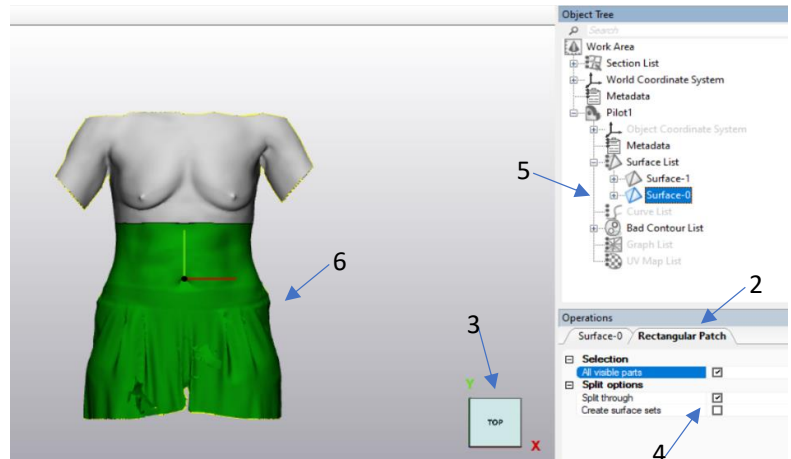 Object Tree
Search
Work Area
Section List
World Coordinate System
Metadata
Pilot1
Object Coordinate System
Metadata
Surface List
Surface-1
Surface-0
Curve List
Bad Contour List
Graph List
UV Map List
5
6
2
3
Y
TOP
X
Operations
Surface-0 Rectangular Patch
Selection
All visible parts
Split options
Split through
Create surface sets
4